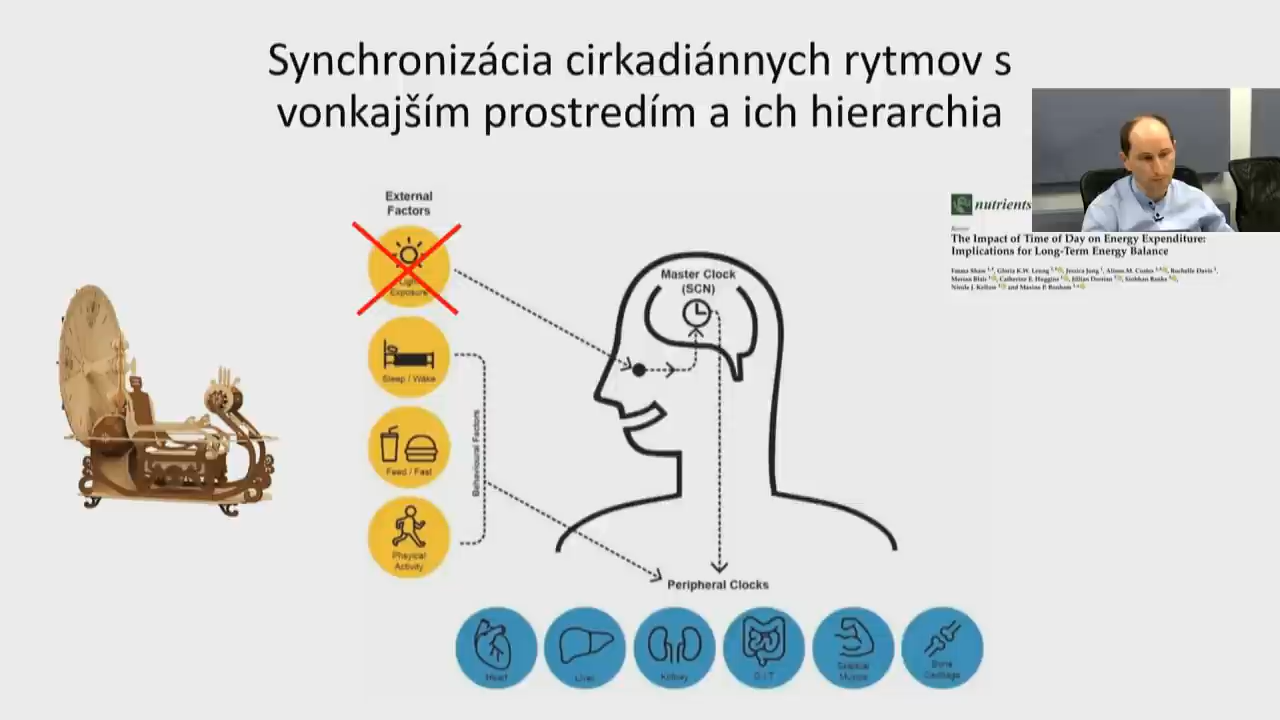 Synchronizácia cirkadiánnych rytmov s
vonkajším prostredím a ich hierarchia
External
Factors
Light
Exposure
Sleep / Wake
Feed / Fast
Physical
Activity
Behavioural Factors
Master Clock
(SCN)
Peripheral Clocks
Heart
Liver
Kidney
G I T
Skeletal
Muscle
Bone
Cartilage
nutrients
Review
The Impact of Time of Day on Energy Expenditure:
Implications for Long-Term Energy Balance